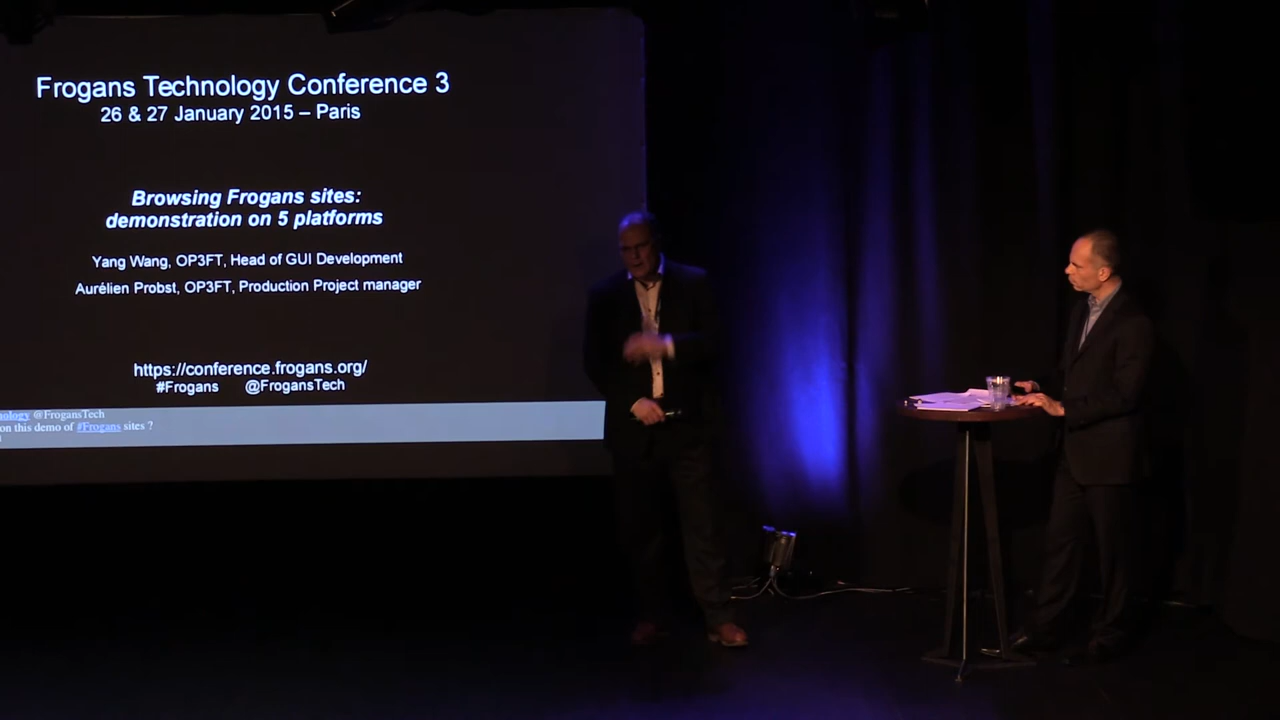 Frogans Technology Conference 3
26 & 27 January 2015 – Paris
Browsing Frogans sites:
demonstration on 5 platforms
Yang Wang, OP3FT, Head of GUI Development
Aurélien Probst, OP3FT, Production Project manager
https://conference.frogans.org/
#Frogans @FrogansTech
nology @FrogansTech
on this demo of #Frogans sites ?